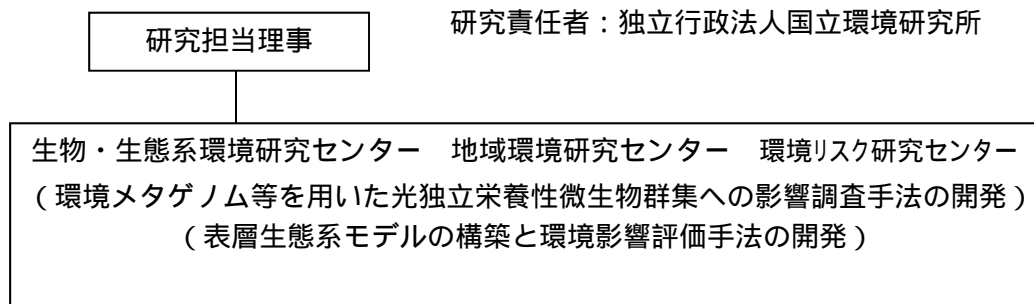 研究責任者：独立行政法人国立環境研究所
研究担当理事
生物・生態系環境研究センター　地域環境研究センター　環境リスク研究センター
（環境メタゲノム等を用いた光独立栄養性微生物群集への影響調査手法の開発）
（表層生態系モデルの構築と環境影響評価手法の開発）